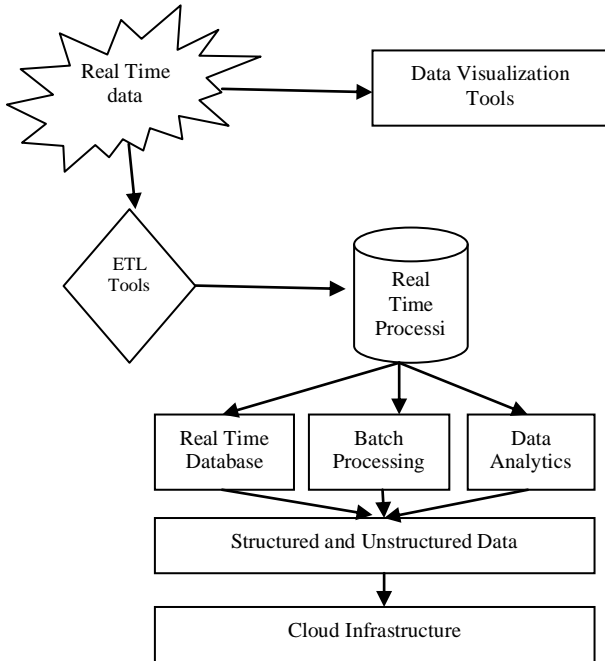 Real Time
data
Data Visualization
Tools
ETL
Tools
Real
Time
Processi
Real Time
Database
Batch
Processing
Data
Analytics
Structured and Unstructured Data
Cloud Infrastructure